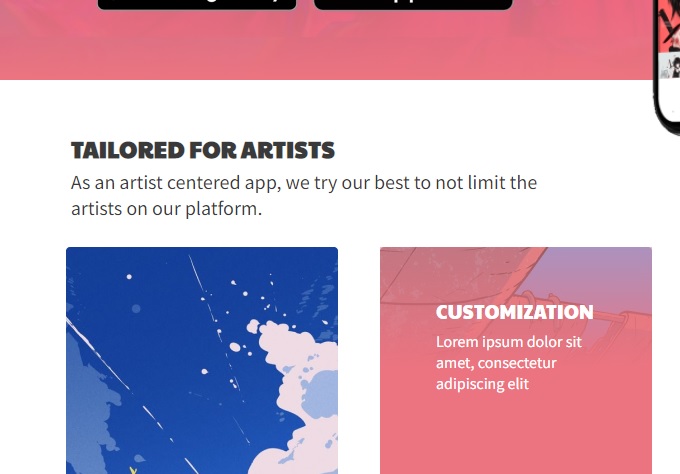 TAILORED FOR ARTISTS
As an artist centered app, we try our best to not limit the
artists on our platform.
CUSTOMIZATION
Lorem ipsum dolor sit
amet, consectetur
adipiscing elit